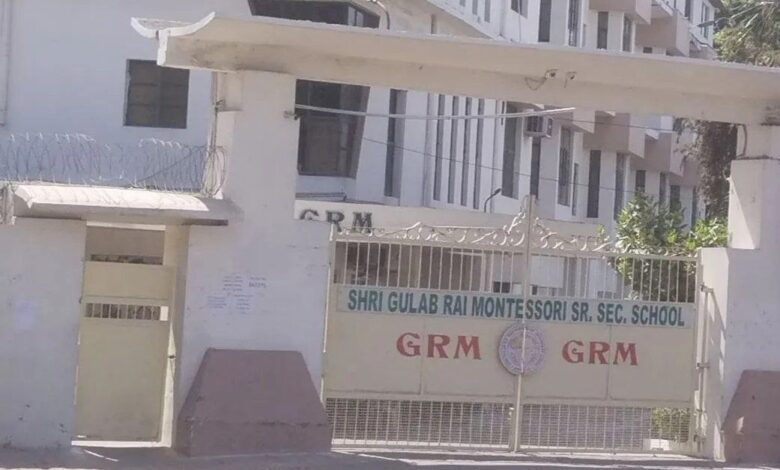 GRM
SHRI GULAB RAI MONTESSORI SR. SEC. SCHOOL
GRM GRM